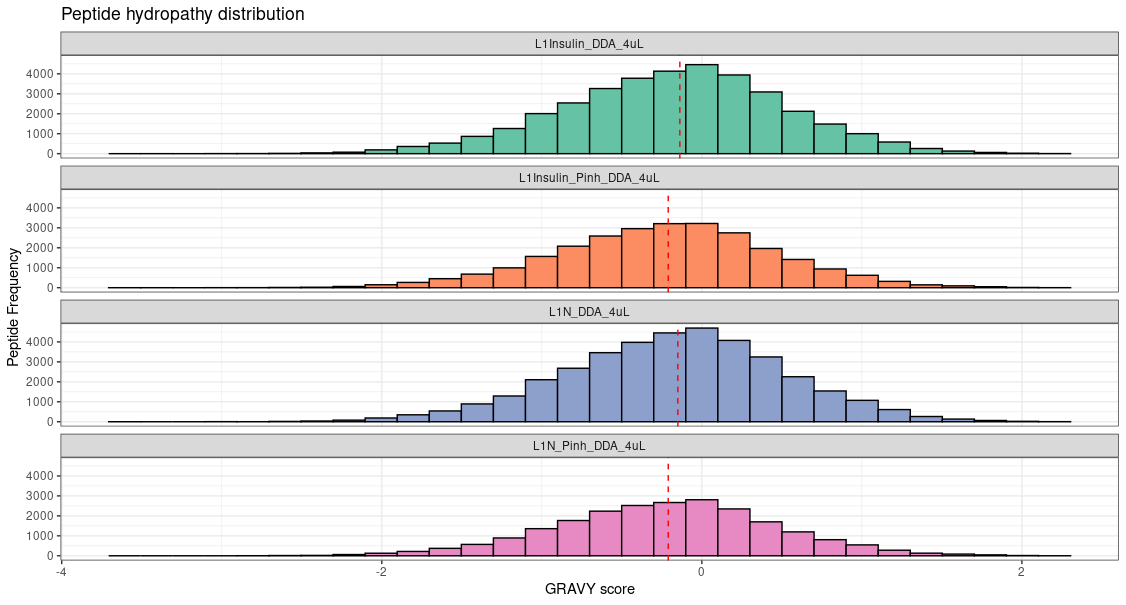 Peptide hydropathy distribution
L1Insulin_DDA_4uL
4000
3000
2000
1000
0
L1Insulin_Pinh_DDA_4uL
4000
3000
2000
1000
0
L1N_DDA_4uL
4000
3000
2000
1000
0
L1N_Pinh_DDA_4uL
4000
3000
2000
1000
0
Peptide Frequency
-4 -2 0 2
GRAVY score